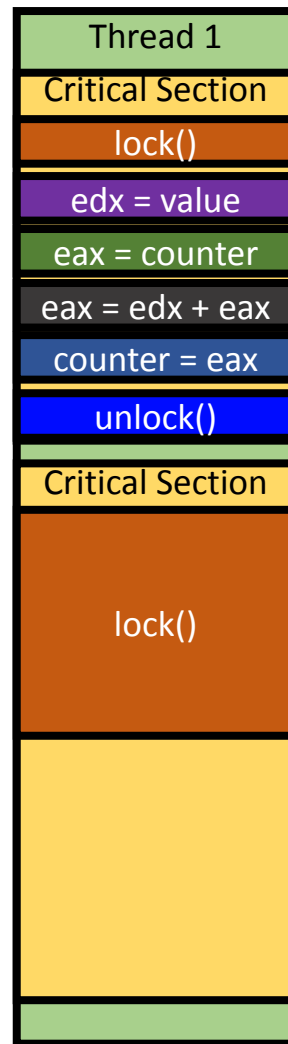 Thread 1
Critical Section
lock()
edx = value
eax = counter
eax = edx + eax
counter = eax
unlock()
Critical Section
lock()